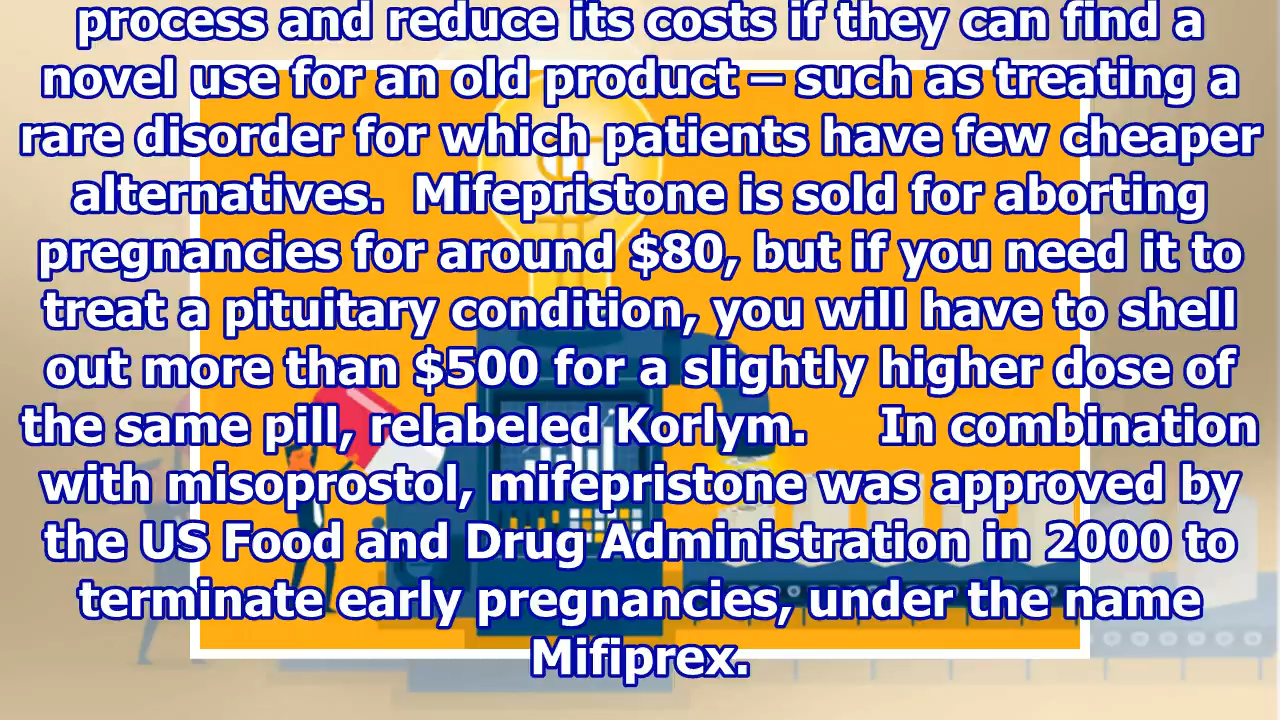 process and reduce its costs if they can find a
novel use for an old product – such as treating a
rare disorder for which patients have few cheaper
alternatives.  Mifepristone is sold for aborting
pregnancies for around $80, but if you need it to
treat a pituitary condition, you will have to shell
out more than $500 for a slightly higher dose of
the same pill, relabeled Korlym.     In combination
with misoprostol, mifepristone was approved by
the US Food and Drug Administration in 2000 to
terminate early pregnancies, under the name
Mifiprex.